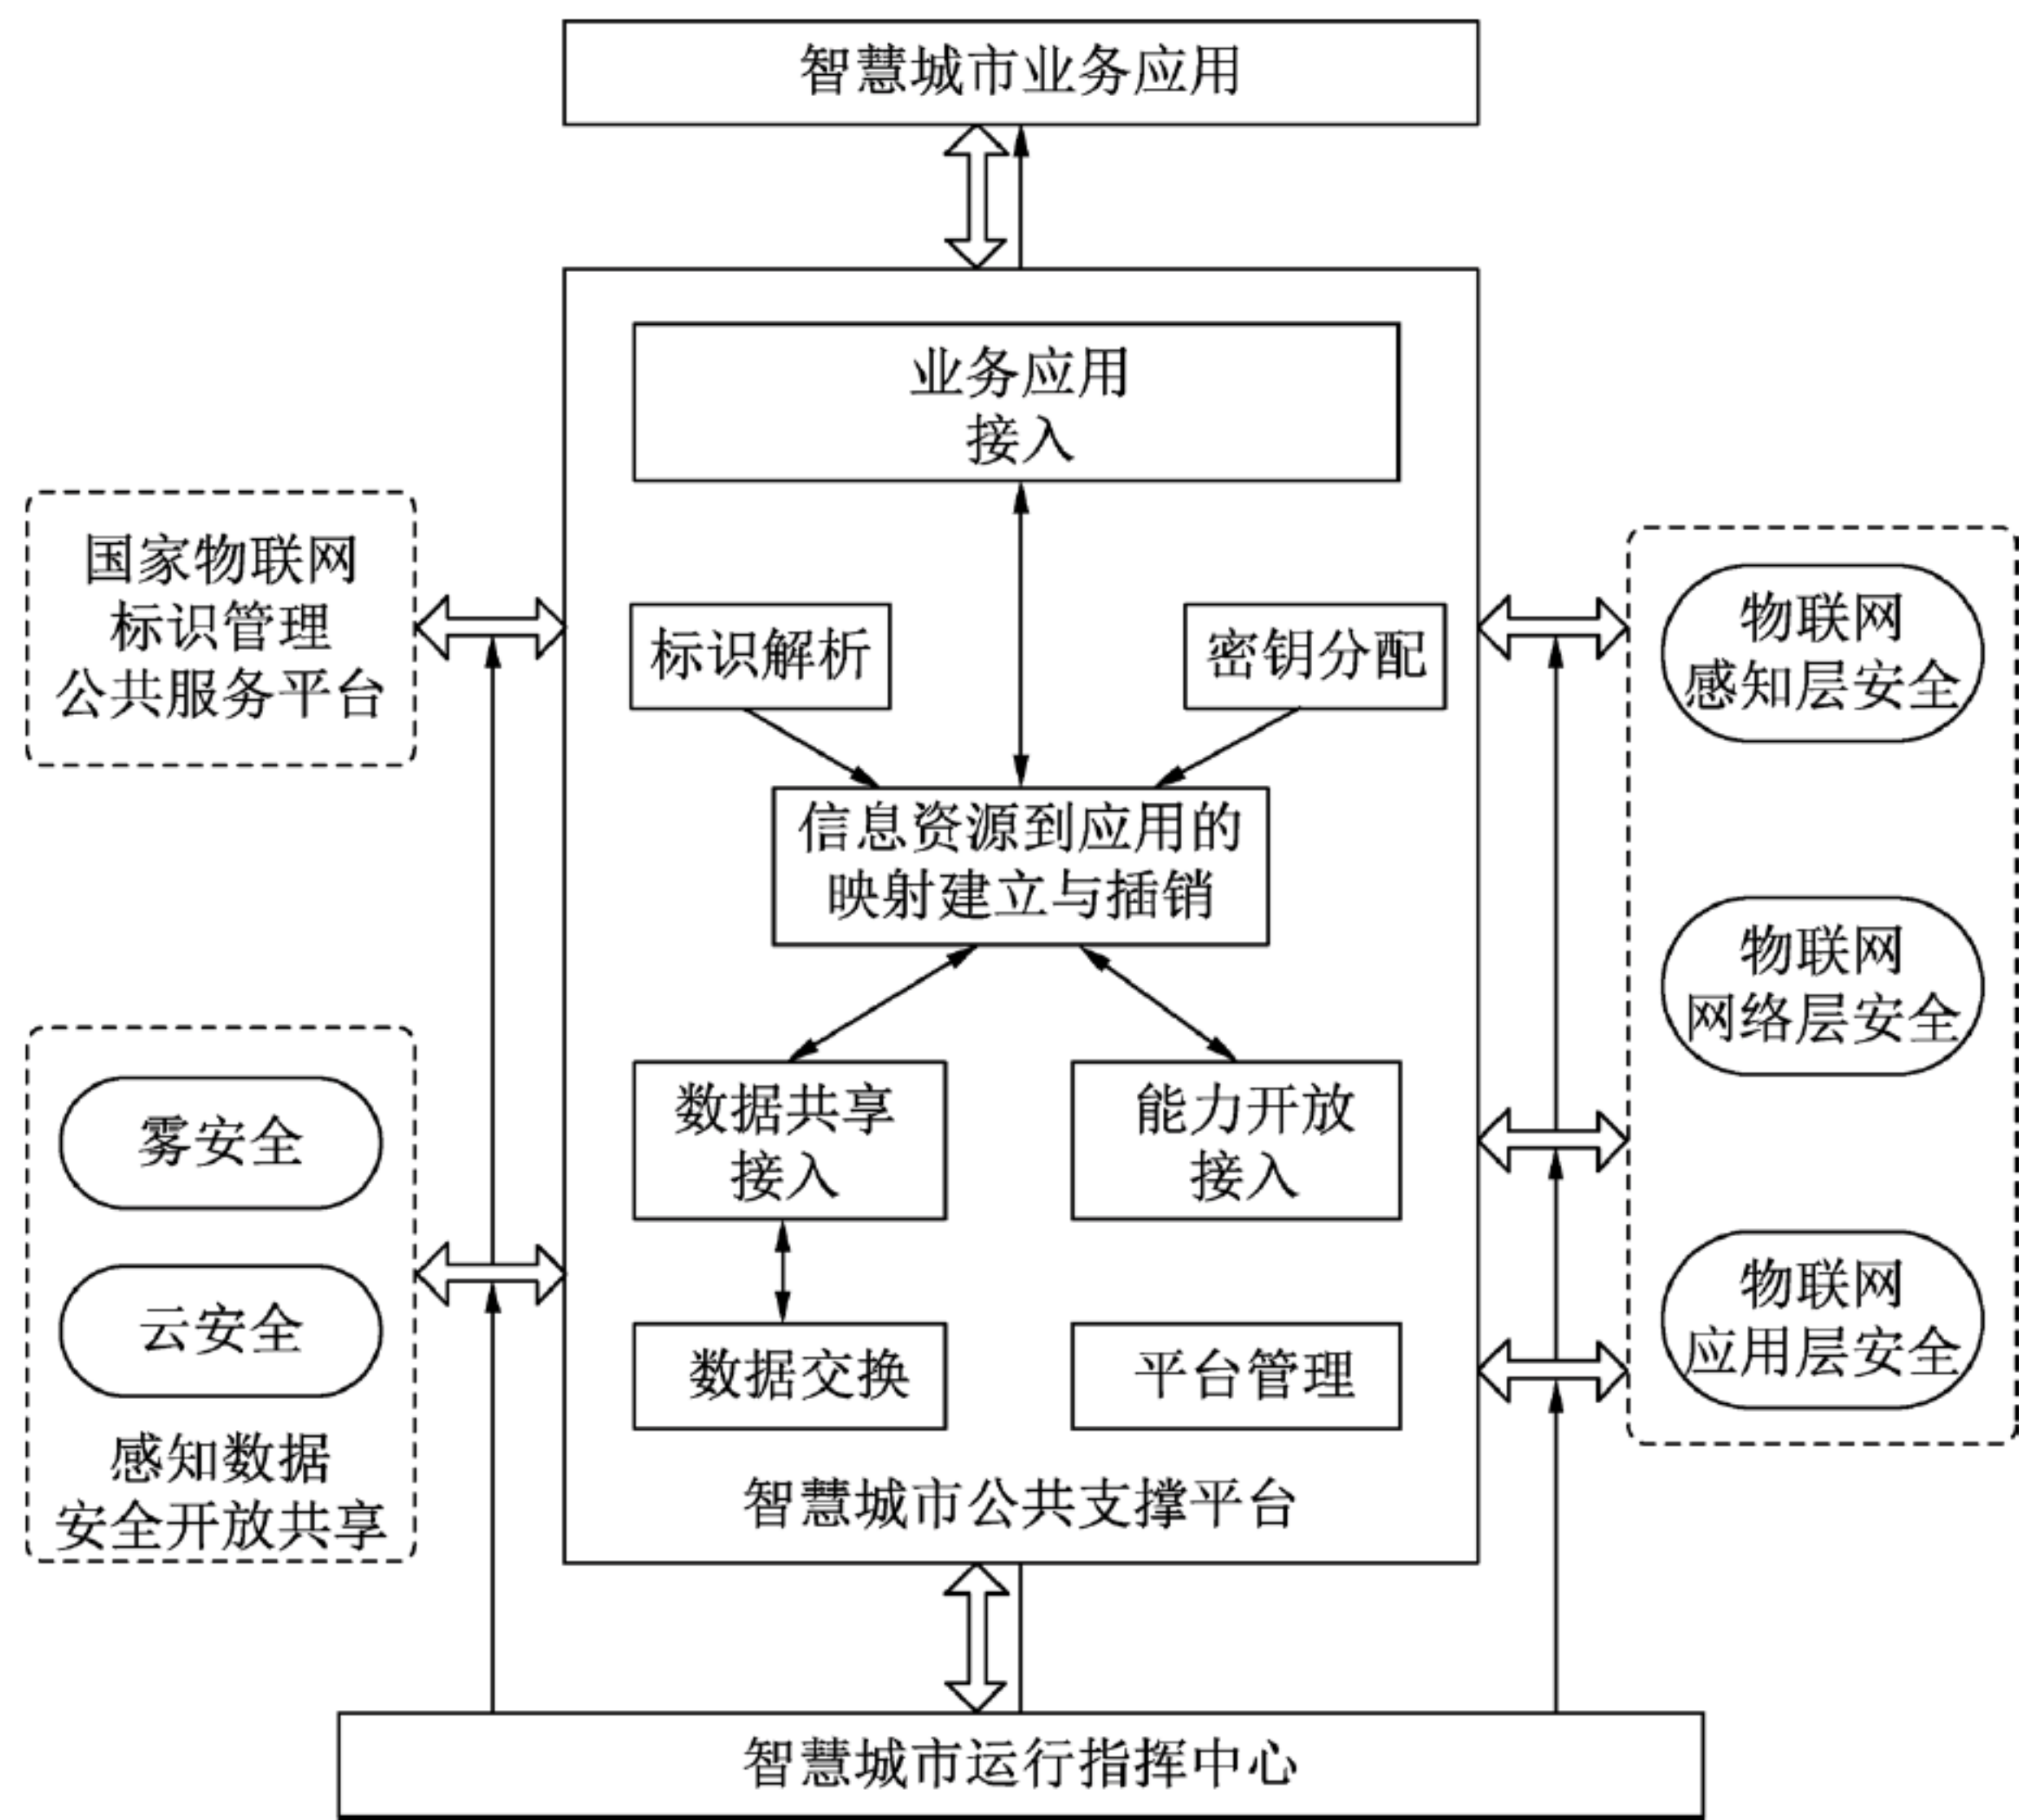 智慧城市业务应用
业务应用
接入
国家物联网
标识管理
公共服务平台
标识解析
密钥分配
物联网
感知层安全
信息资源到应用的
映射建立与插销
物联网
网络层安全
雾安全
云安全
感知数据
安全开放共享
数据共享
接入
能力开放
接入
数据交换
平台管理
物联网
应用层安全
智慧城市公共支撑平台
智慧城市运行指挥中心